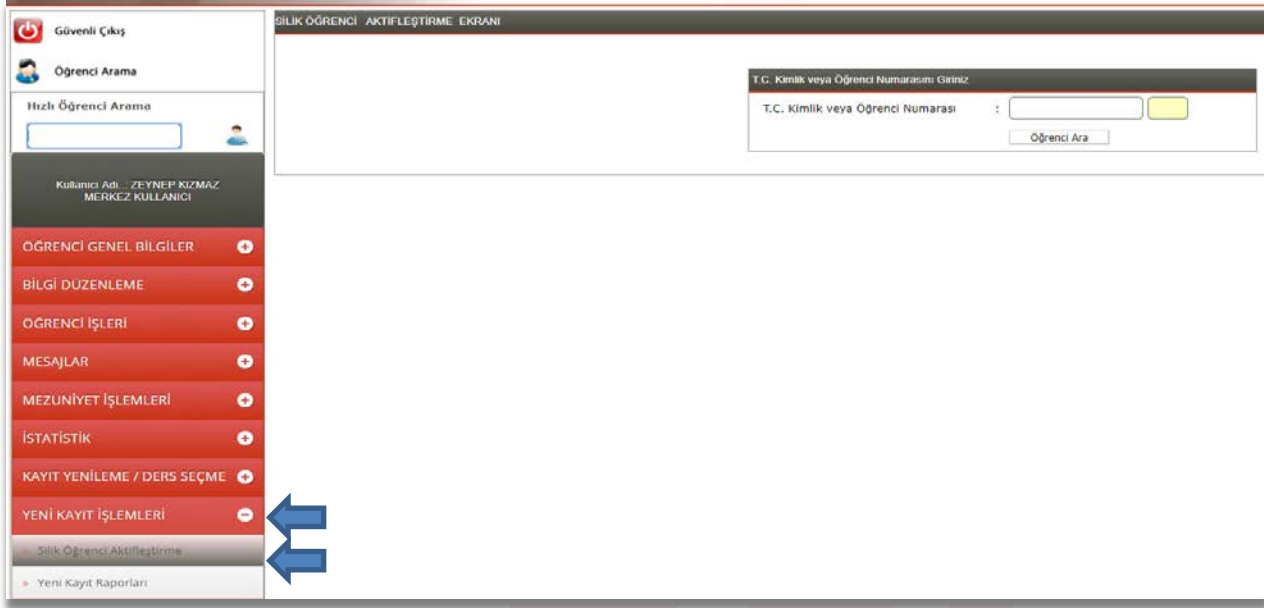 Güvenli Çıkış
Öğrenci Arama
Hızlı Öğrenci Arama
Kullanıcı Adı..: ZEYNEP KIZMAZ
MERKEZ KULLANICI
ÖĞRENCİ GENEL BİLGİLER
BİLGİ DÜZENLEME
ÖĞRENCİ İŞLERİ
MESAJLAR
MEZUNİYET İŞLEMLERİ
İSTATİSTİK
KAYIT YENİLEME / DERS SEÇME
YENİ KAYIT İŞLEMLERİ
» Silik Öğrenci Aktifleştirme
» Yeni Kayıt Raporları
SİLİK ÖĞRENCİ AKTİFLEŞTİRME EKRANI
T.C. Kimlik veya Öğrenci Numarasını Giriniz
T.C. Kimlik veya Öğrenci Numarası :
Öğrenci Ara